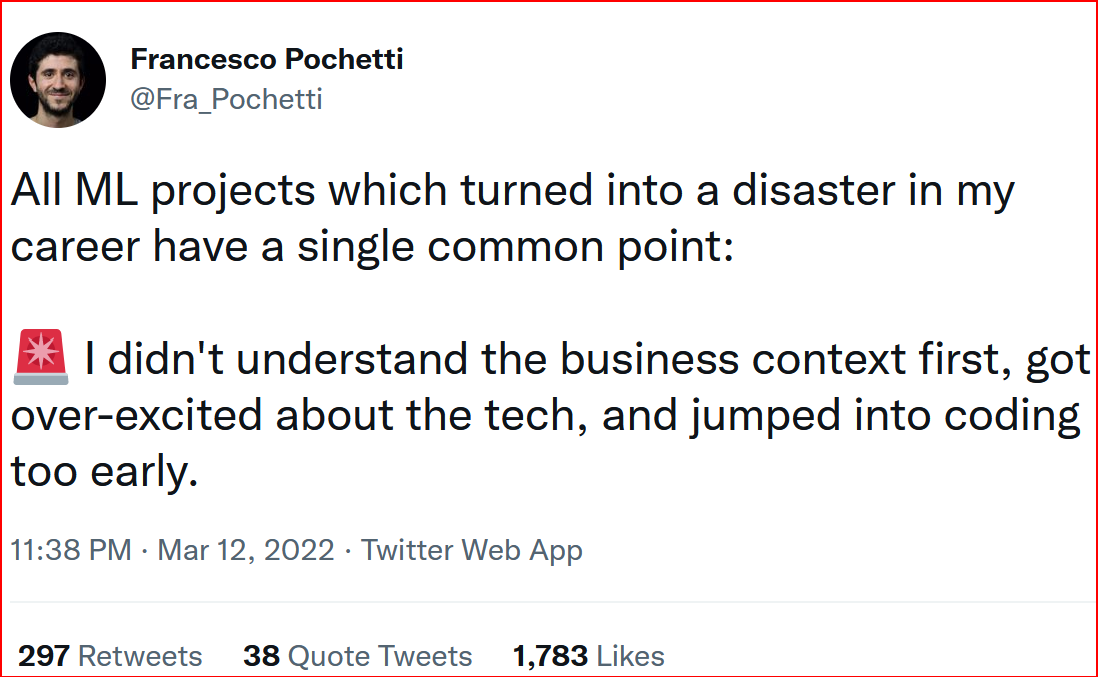 Francesco Pochetti
@Fra_Pochetti
All ML projects which turned into a disaster in my
career have a single common point:
🚨 I didn't understand the business context first, got
over-excited about the tech, and jumped into coding
too early.
11:38 PM · Mar 12, 2022 · Twitter Web App
297 Retweets 38 Quote Tweets 1,783 Likes